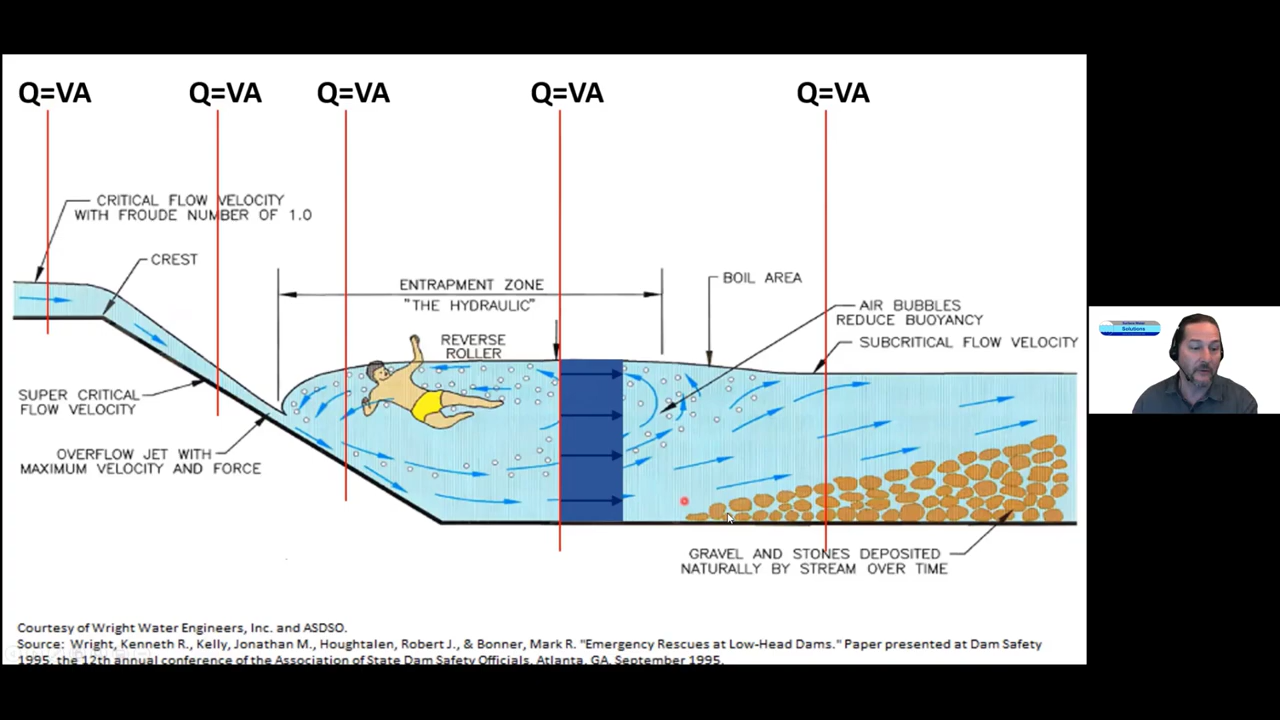 Q=VA Q=VA Q=VA Q=VA Q=VA
CRITICAL FLOW VELOCITY
WITH FROUDE NUMBER OF 1.0
CREST
ENTRAPMENT ZONE
"THE HYDRAULIC"
BOIL AREA
AIR BUBBLES
REDUCE BUOYANCY
SUBCRITICAL FLOW VELOCITY
REVERSE
ROLLER
SUPER CRITICAL
FLOW VELOCITY
OVERFLOW JET WITH
MAXIMUM VELOCITY AND FORCE
GRAVEL AND STONES DEPOSITED
NATURALLY BY STREAM OVER TIME
Courtesy of Wright Water Engineers, Inc. and ASDSO.
Source: Wright, Kenneth R., Kelly, Jonathan M., Houghtalen, Robert J., & Bonner, Mark R. "Emergency Rescues at Low-Head Dams." Paper presented at Dam Safety
1995, the 12th annual conference of the Association of State Dam Safety Officials, Atlanta, GA, September 1995.
Solutions